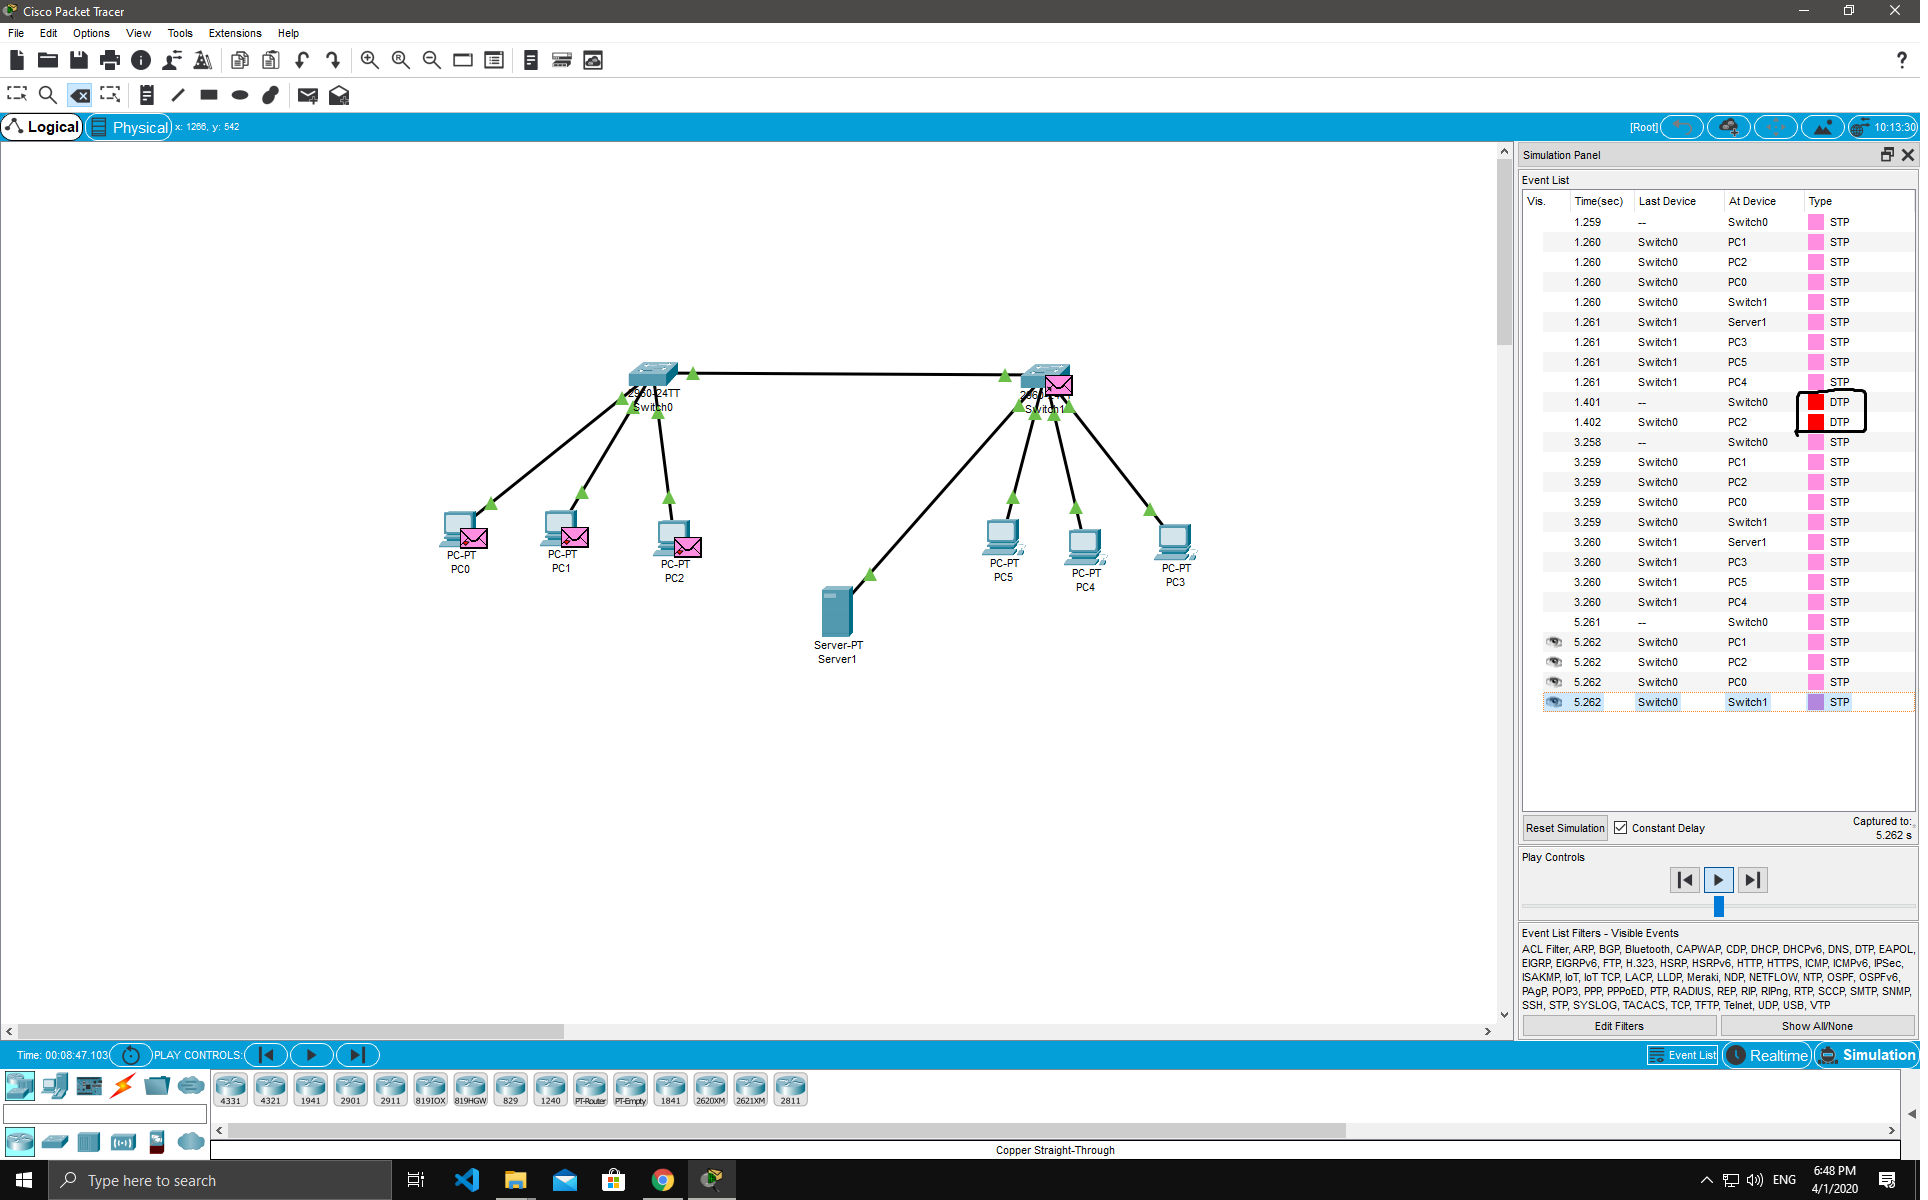 Cisco Packet Tracer
File Edit Options View Tools Extensions Help
?
Logical Physical x: 1266, y: 542 [Root] 10:13:30
Simulation Panel
Event List
Vis. Time(sec) Last Device At Device Type
1.259 -- Switch0 STP
1.260 Switch0 PC1 STP
1.260 Switch0 PC2 STP
1.260 Switch0 PC0 STP
1.260 Switch0 Switch1 STP
1.261 Switch1 Server1 STP
1.261 Switch1 PC3 STP
1.261 Switch1 PC5 STP
1.261 Switch1 PC4 STP
1.401 -- Switch0 DTP
1.402 Switch0 PC2 DTP
3.258 -- Switch0 STP
3.259 Switch0 PC1 STP
3.259 Switch0 PC2 STP
3.259 Switch0 PC0 STP
3.259 Switch0 Switch1 STP
3.260 Switch1 Server1 STP
3.260 Switch1 PC3 STP
3.260 Switch1 PC5 STP
3.260 Switch1 PC4 STP
5.261 -- Switch0 STP
5.262 Switch0 PC1 STP
5.262 Switch0 PC2 STP
5.262 Switch0 PC0 STP
5.262 Switch0 Switch1 STP
2950-24TT
Switch0
Switch1
PC-PT
PC0
PC-PT
PC1
PC-PT
PC2
PC-PT
PC5
PC-PT
PC4
PC-PT
PC3
Server-PT
Server1
Reset Simulation Constant Delay Captured to:
5.262 s
Play Controls
Event List Filters - Visible Events
ACL Filter, ARP, BGP, Bluetooth, CAPWAP, CDP, DHCP, DHCPv6, DNS, DTP, EAPOL,
EIGRP, EIGRPv6, FTP, H.323, HSRP, HSRPv6, HTTP, HTTPS, ICMP, ICMPv6, IPSec,
ISAKMP, IoT, IoT TCP, LACP, LLDP, Meraki, NDP, NETFLOW, NTP, OSPF, OSPFv6,
PAgP, POP3, PPP, PPPoED, PTP, RADIUS, REP, RIP, RIPng, RTP, SCCP, SMTP, SNMP,
SSH, STP, SYSLOG, TACACS, TCP, TFTP, Telnet, UDP, USB, VTP
Edit Filters Show All/None
Time: 00:08:47.103 PLAY CONTROLS: Event List Realtime Simulation
4331 4321 1941 2901 2911 819IOX 819HGW 829 1240 PT-Router PT-Empty 1841 2620XM 2621XM 2811
Copper Straight-Through
Type here to search
ENG
6:48 PM
4/1/2020